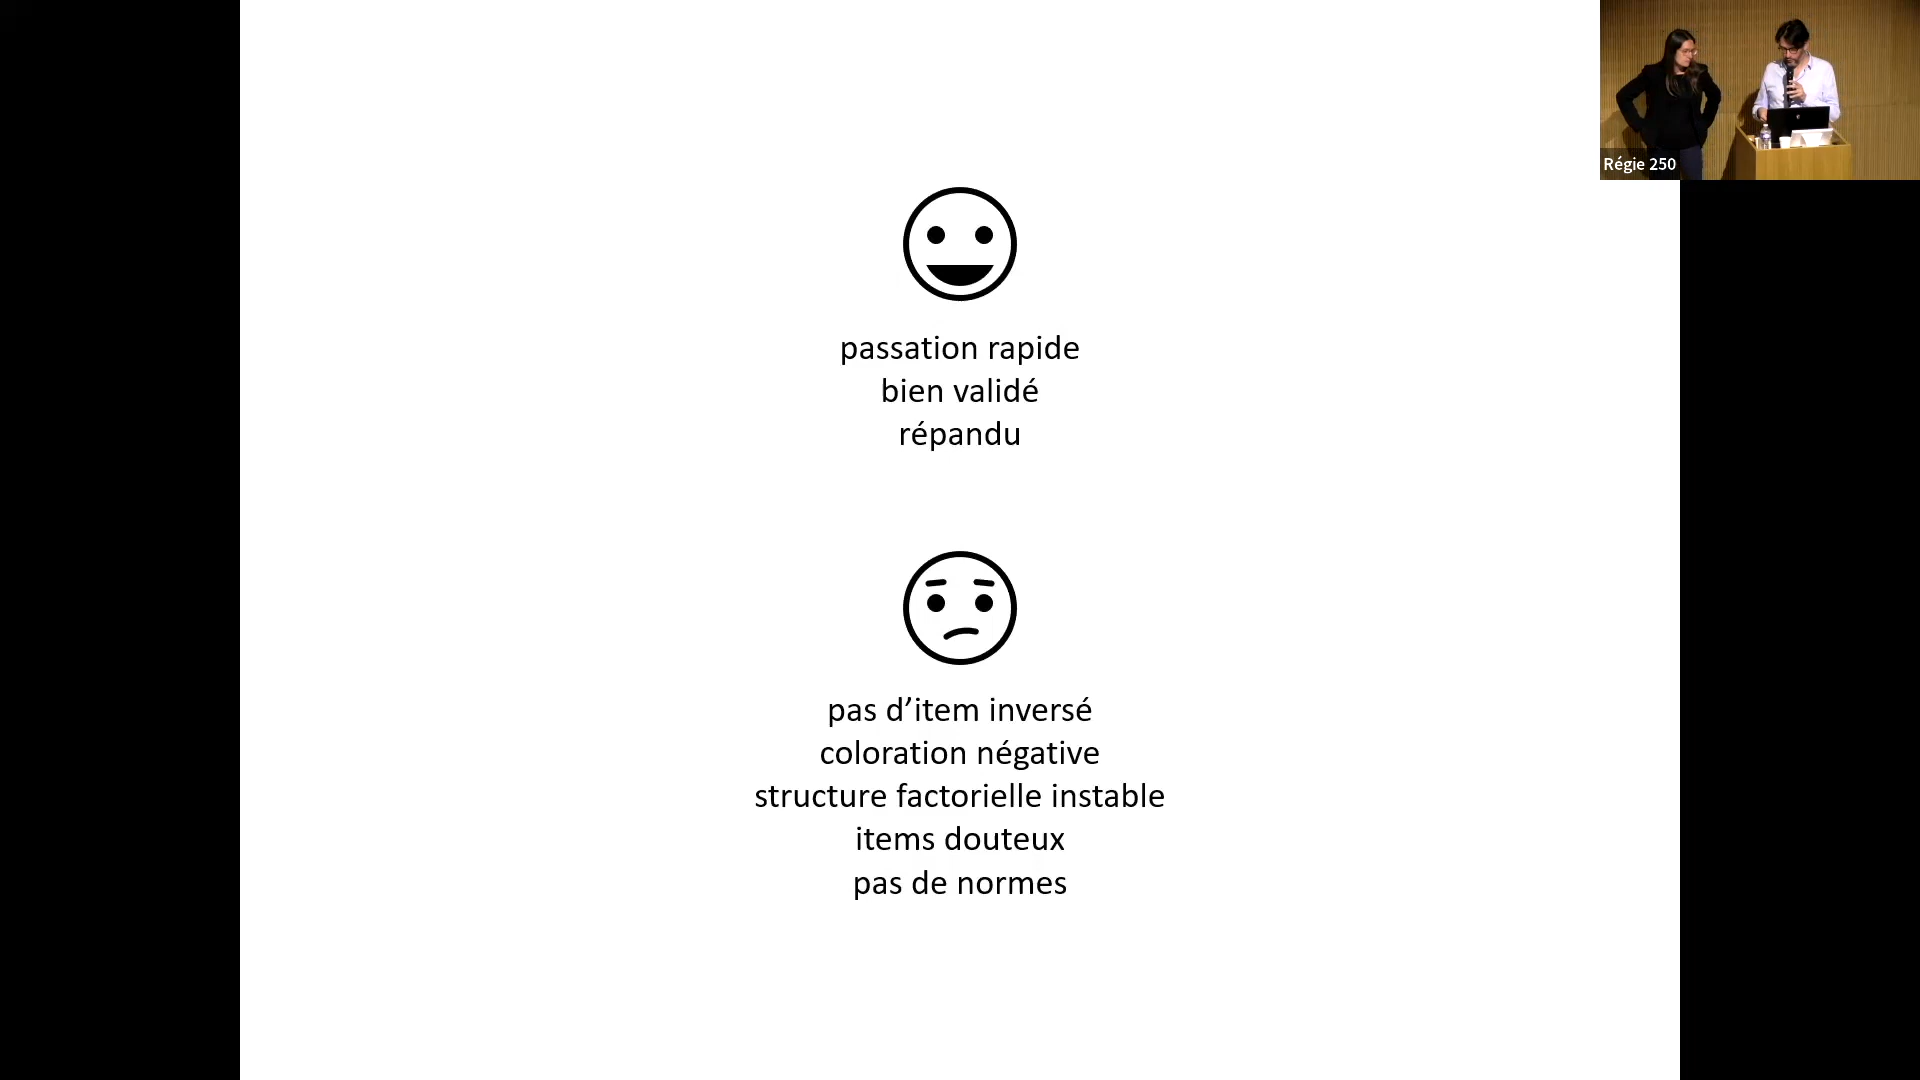 Régie 250
passation rapide
bien validé
répandu
pas d’item inversé
coloration négative
structure factorielle instable
items douteux
pas de normes